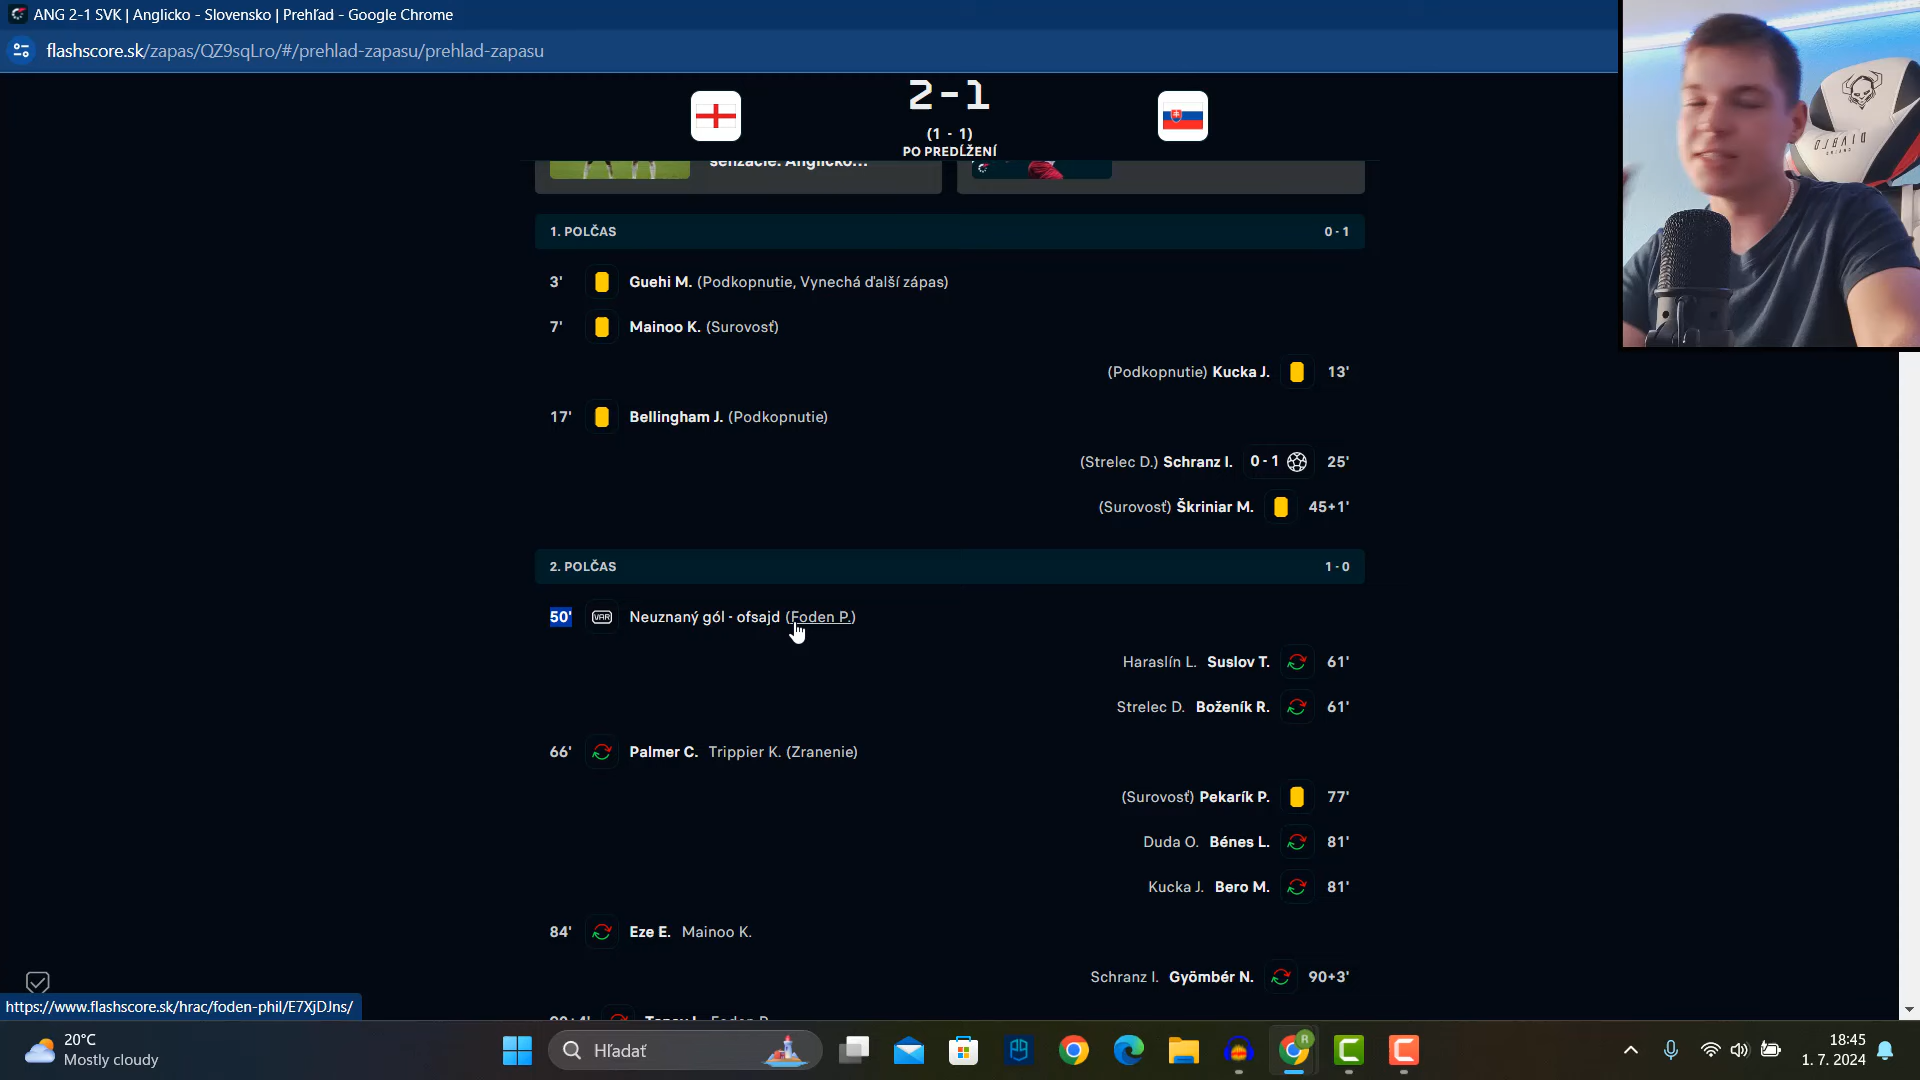 ANG 2-1 SVK | Anglicko - Slovensko | Prehľad - Google Chrome
flashscore.sk/zapas/QZ9sqLro/#/prehlad-zapasu/prehlad-zapasu
2-1
(1 - 1)
PO PREDĹŽENÍ
senzácie. Anglicko...
1. POLČAS 0 - 1
3' Guehi M. (Podkopnutie, Vynechá ďalší zápas)
7' Mainoo K. (Surovosť)
(Podkopnutie) Kucka J. 13'
17' Bellingham J. (Podkopnutie)
(Strelec D.) Schranz I. 0 - 1 25'
(Surovosť) Škriniar M. 45+1'
2. POLČAS 1 - 0
50' VAR Neuznaný gól - ofsajd (Foden P.)
Haraslín L. Suslov T. 61'
Strelec D. Boženík R. 61'
66' Palmer C. Trippier K. (Zranenie)
(Surovosť) Pekarík P. 77'
Duda O. Bénes L. 81'
Kucka J. Bero M. 81'
84' Eze E. Mainoo K.
Schranz I. Gyömbér N. 90+3'
https://www.flashscore.sk/hrac/foden-phil/E7XjDJns/
20°C
Mostly cloudy
Hľadať
R
18:45
1. 7. 2024
DIABLO